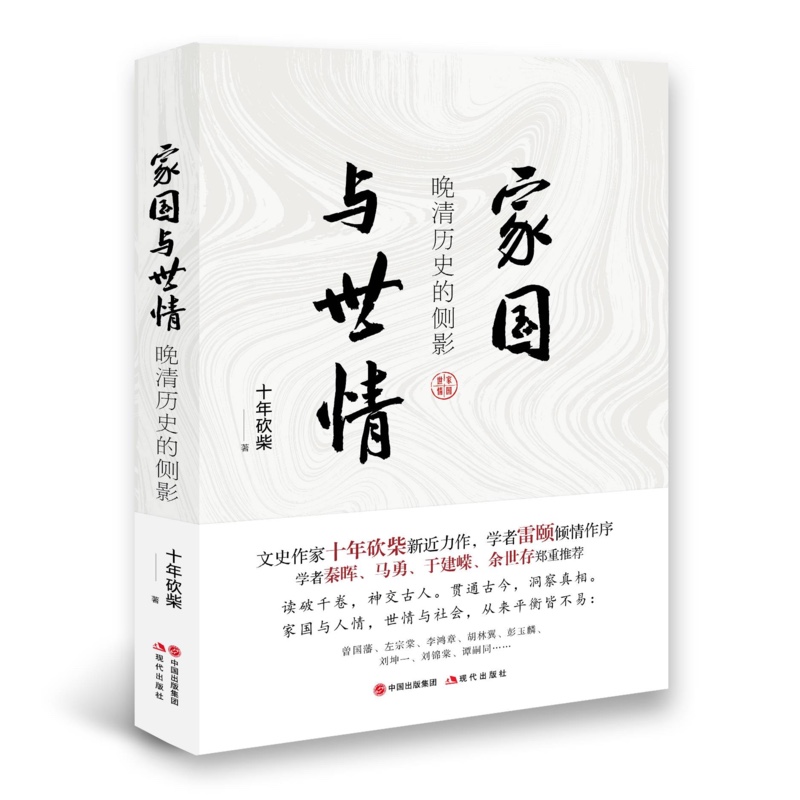 家国与世情
晚清历史的侧影
十年砍柴
著
中国出版集团
现代出版社
家国
晚清历史的侧影
家国
世情
与世情
十年砍柴
著
文史作家十年砍柴新近力作，学者雷颐倾情作序
学者秦晖、马勇、于建嵘、余世存郑重推荐
读破千卷，神交古人。贯通古今，洞察真相。
家国与人情，世情与社会，从来平衡皆不易：
曾国藩、左宗棠、李鸿章、胡林翼、彭玉麟、
刘坤一、刘锦棠、谭嗣同……
中国出版集团 现代出版社